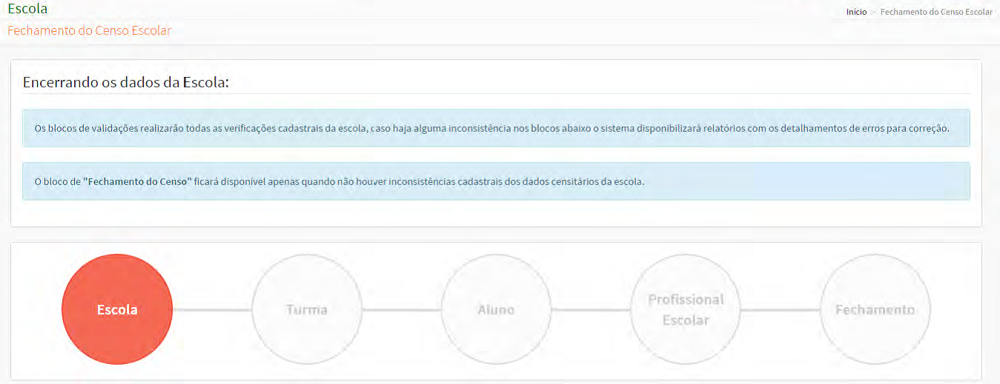 Escola
Início > Fechamento do Censo Escolar
Fechamento do Censo Escolar
Encerrando os dados da Escola:
Os blocos de validações realizarão todas as verificações cadastrais da escola, caso haja alguma inconsistência nos blocos abaixo o sistema disponibilizará relatórios com os detalhamentos de erros para correção.
O bloco de "Fechamento do Censo" ficará disponível apenas quando não houver inconsistências cadastrais dos dados censitários da escola.
Escola
Turma
Aluno
Profissional
Escolar
Fechamento